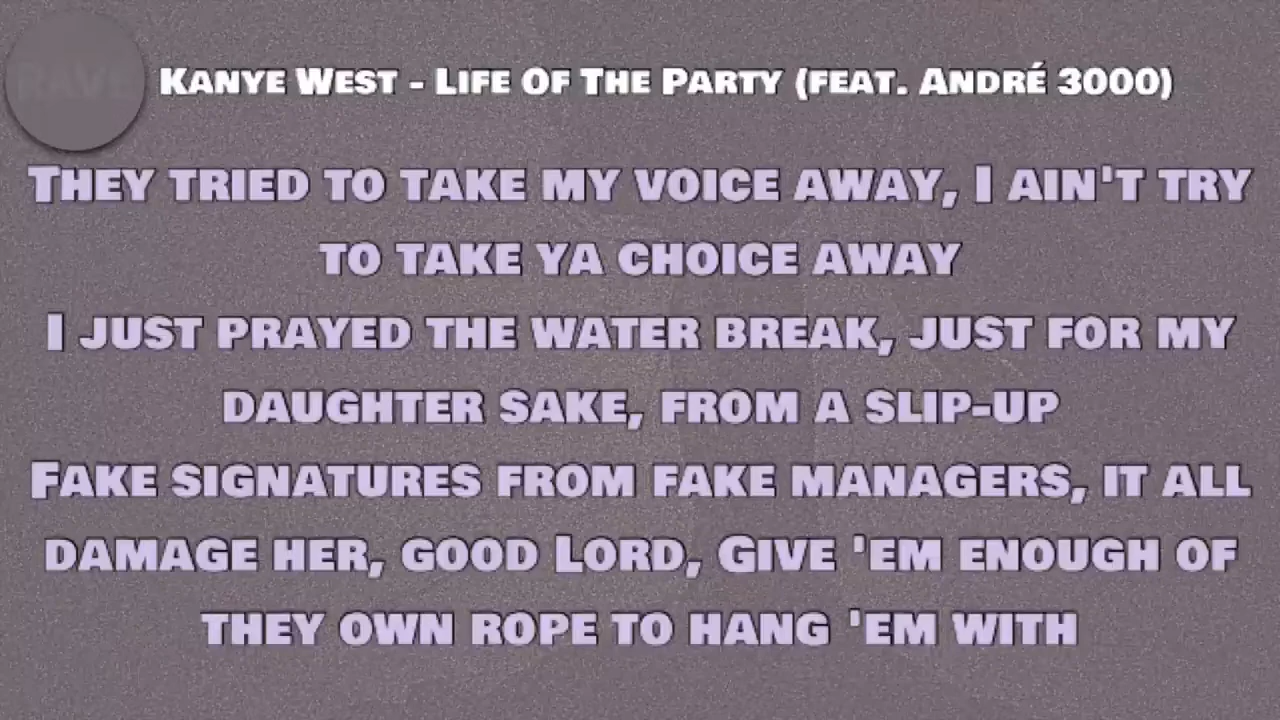 RAVE
Kanye West - Life Of The Party (feat. André 3000)
They tried to take my voice away, I ain't try
to take ya choice away
I just prayed the water break, just for my
daughter sake, from a slip-up
Fake signatures from fake managers, it all
damage her, good Lord, Give 'em enough of
they own rope to hang 'em with